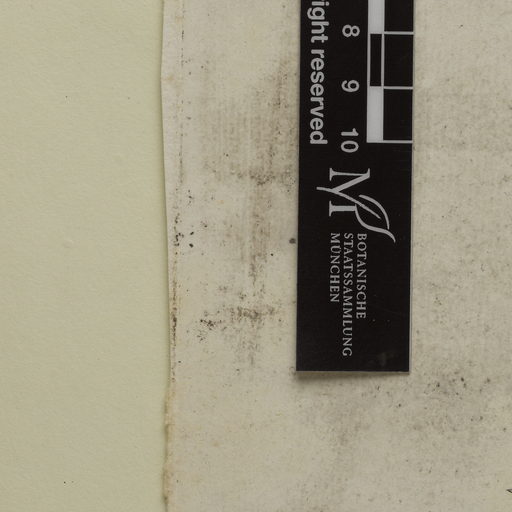 ight reserved
8 9 10
M
BOTANISCHE
STAATSSAMMLUNG
MÜNCHEN